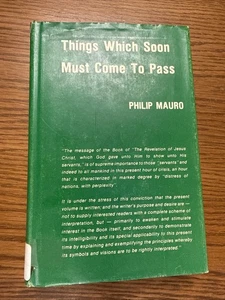 Things Which Soon
Must Come To Pass
PHILIP MAURO
"The message of the Book of 'The Revelation of Jesus
Christ, which God gave unto Him to show unto His
servants,' is of supreme importance to those "servants" and
indeed to all mankind in this present hour of crisis, an hour
that is characterized in marked degree by "distress of
nations, with perplexity".
It is under the stress of this conviction that the present
volume is written; and the writer's purpose and desire are —
not to supply interested readers with a complete scheme of
interpretation, but — primarily to awaken and stimulate
interest in the Book itself, and secondarily to demonstrate
its intelligibility and its special applicability to this present
time by explaining and exemplifying the principles whereby
its symbols and visions are to be rightly interpreted."